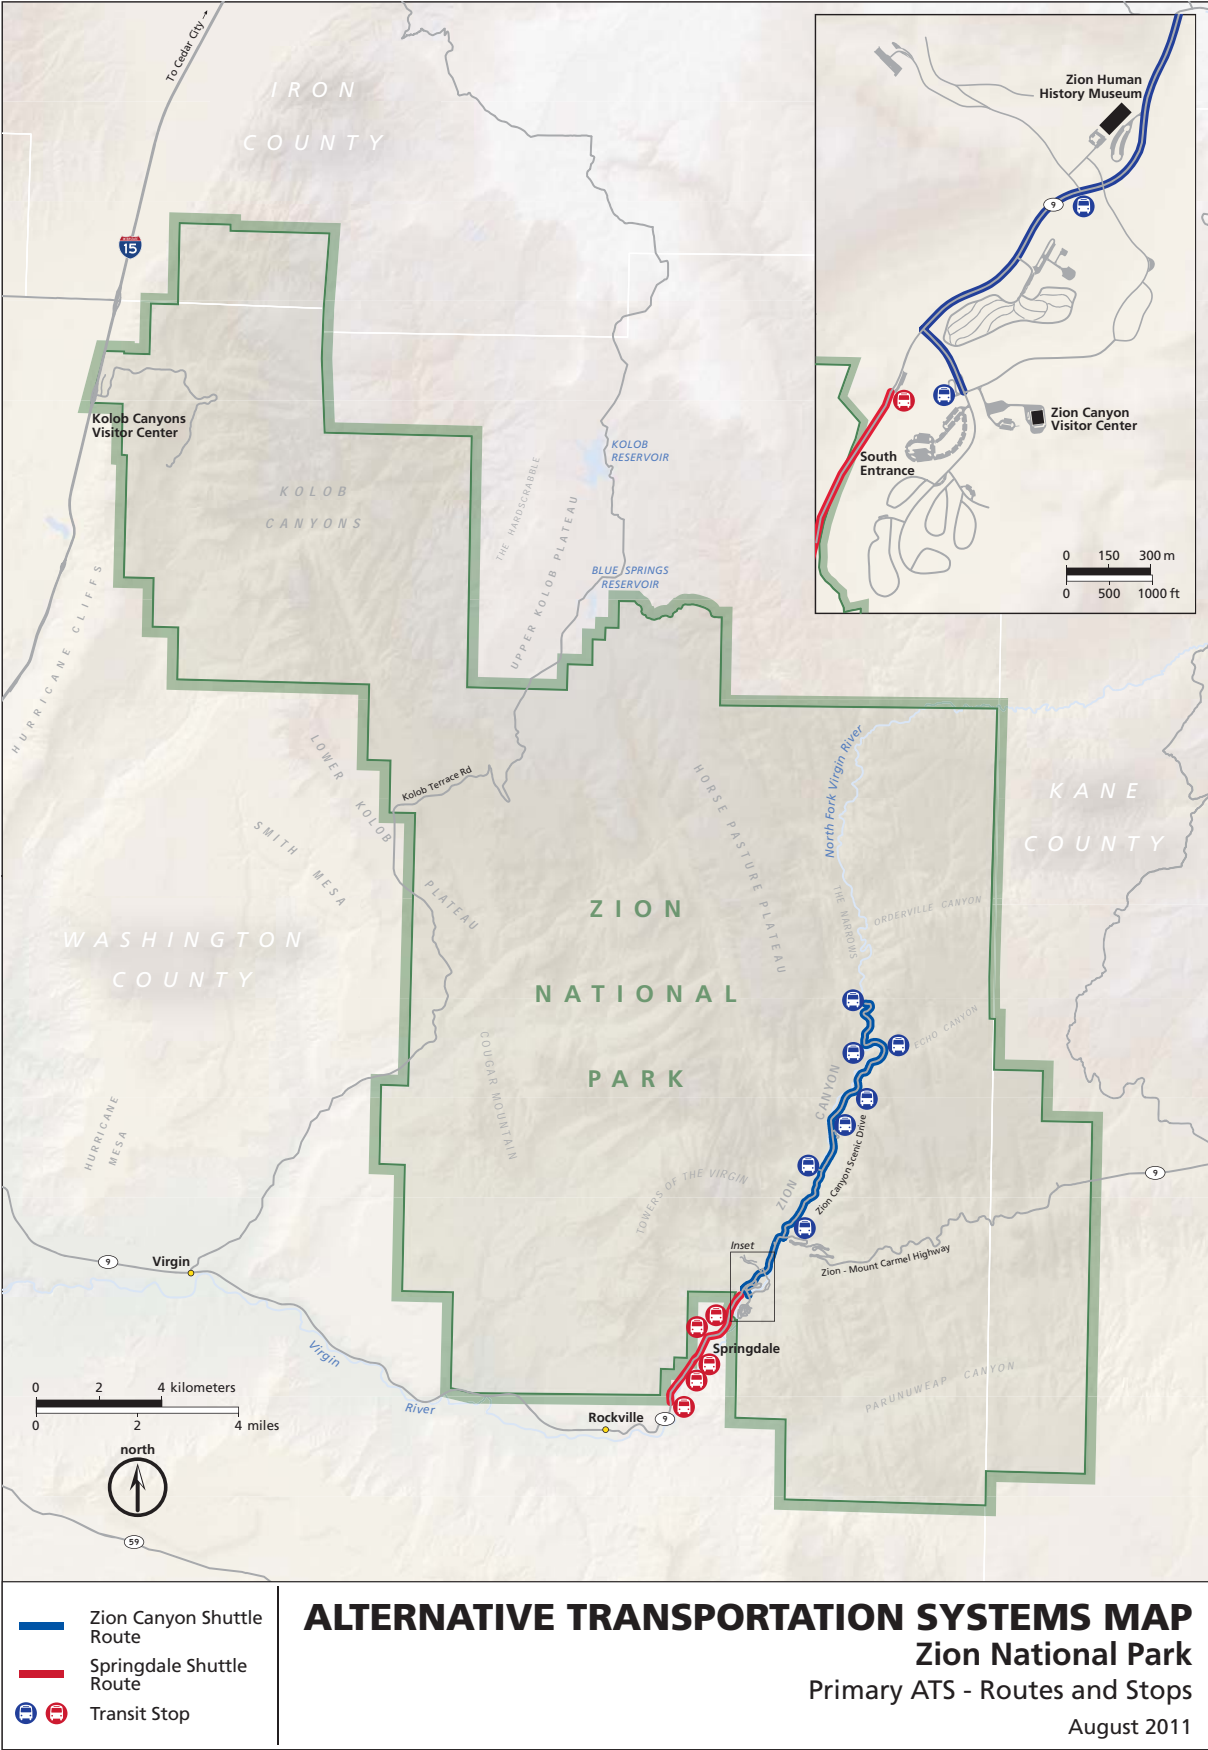 To Cedar City →
IRON
COUNTY
15
Kolob Canyons
Visitor Center
KOLOB
CANYONS
KOLOB
RESERVOIR
THE HARDSCRABBLE
UPPER KOLOB PLATEAU
BLUE SPRINGS
RESERVOIR
HURRICANE CLIFFS
LOWER KOLOB PLATEAU
Kolob Terrace Rd
SMITH MESA
HORSE PASTURE PLATEAU
North Fork Virgin River
KANE
COUNTY
THE NARROWS
ORDERVILLE CANYON
ZION
NATIONAL
PARK
WASHINGTON
COUNTY
ECHO CANYON
COUGAR MOUNTAIN
HURRICANE
MESA
ZION CANYON
Zion Canyon Scenic Drive
TOWERS OF THE VIRGIN
9
Inset
Zion - Mount Carmel Highway
9
Virgin
Springdale
Virgin
River
PARUNUWEAP CANYON
Rockville
9
0 2 4 kilometers
0 2 4 miles
north
59
Zion Human
History Museum
9
Zion Canyon
Visitor Center
South
Entrance
0 150 300 m
0 500 1000 ft
Zion Canyon Shuttle
Route
Springdale Shuttle
Route
Transit Stop
ALTERNATIVE TRANSPORTATION SYSTEMS MAP
Zion National Park
Primary ATS - Routes and Stops
August 2011